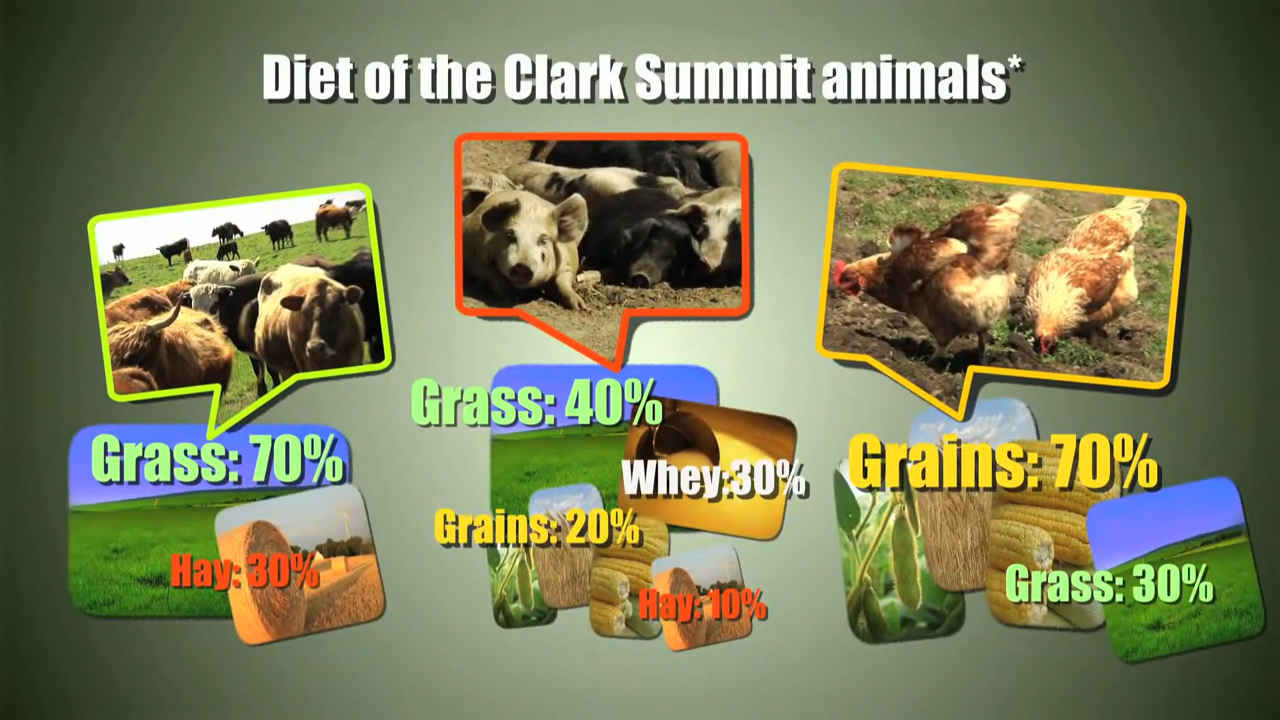 Diet of the Clark Summit animals*
Grass: 70%
Hay: 30%
Grass: 40%
Whey:30%
Grains: 20%
Hay: 10%
Grains: 70%
Grass: 30%